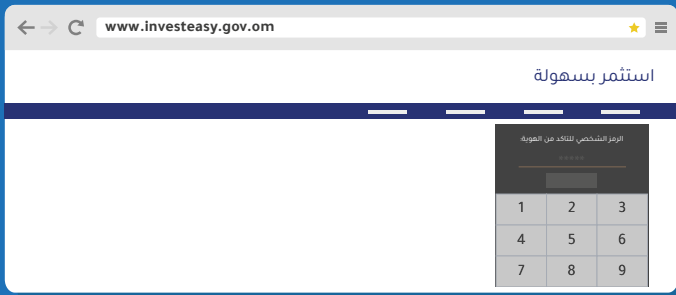 www.investeasy.gov.om
استثمر بسهولة
الرمز الشخصي للتاكد من الهوية:
1 2 3
4 5 6
7 8 9